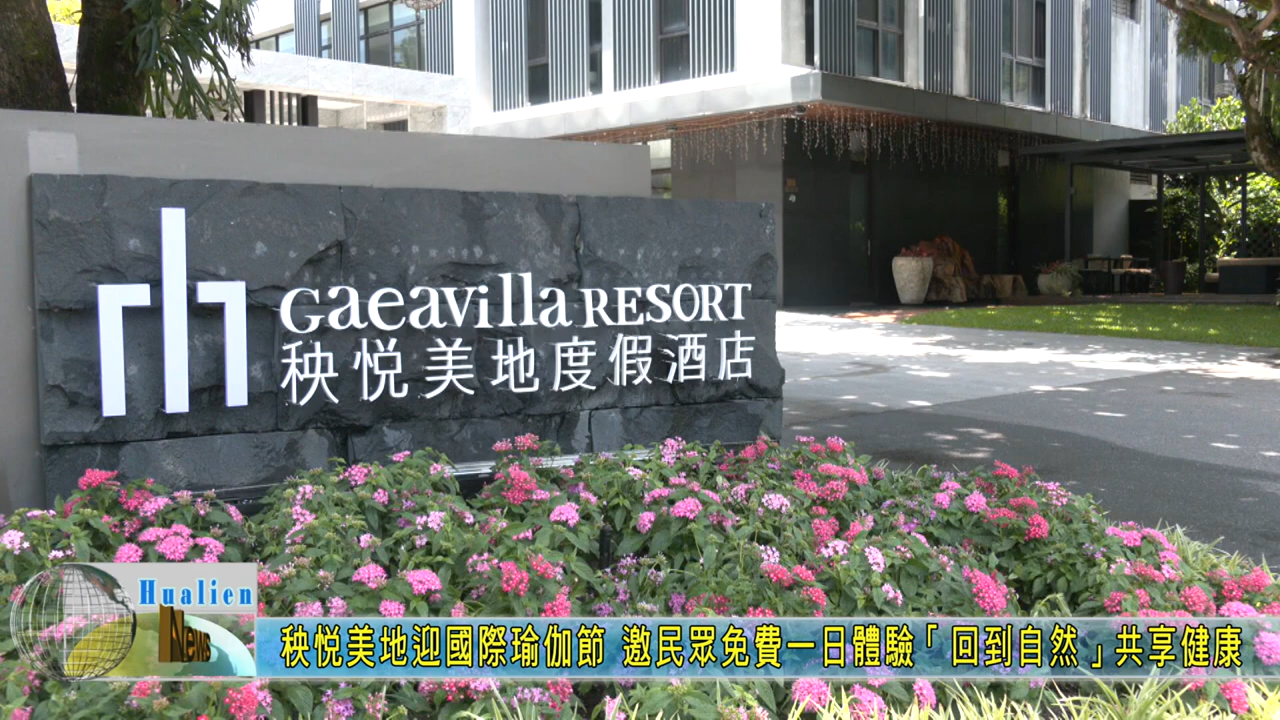 Gaeavilla RESORT
秧悅美地度假酒店
Hualien
News
秧悅美地迎國際瑜伽節 邀民眾免費一日體驗「回到自然」共享健康